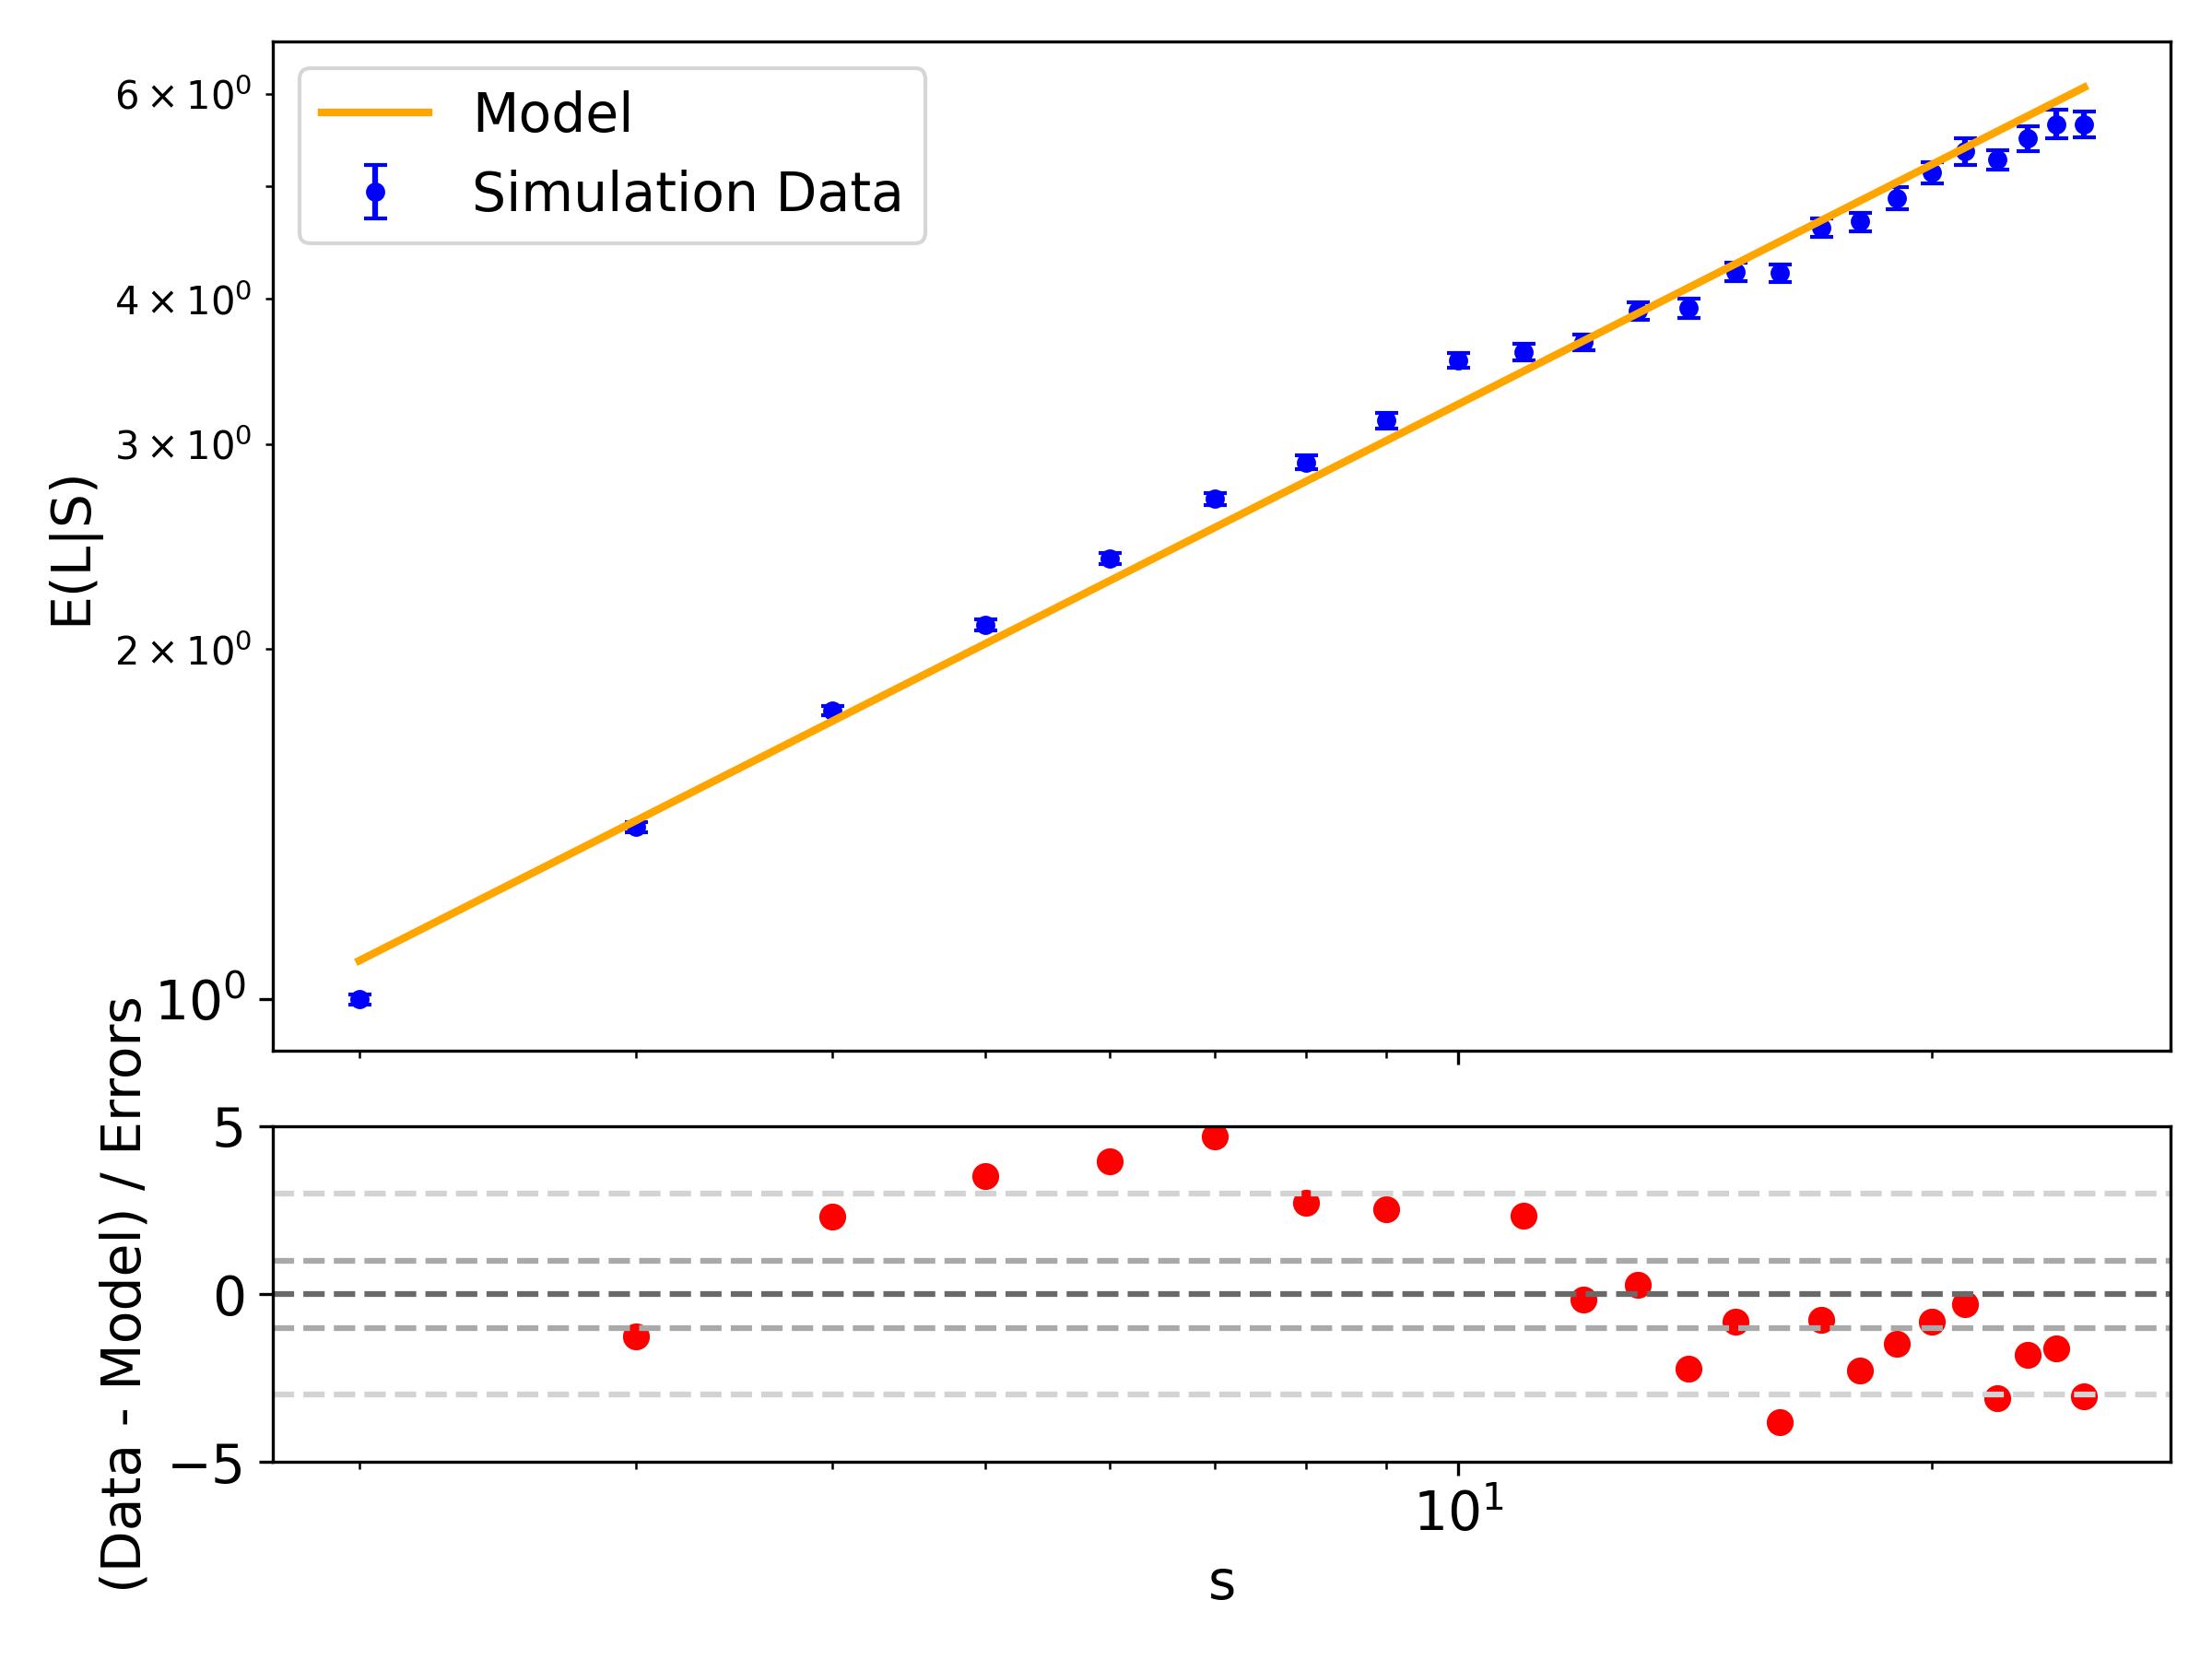 Model
Simulation Data
6 × 10⁰
4 × 10⁰
3 × 10⁰
2 × 10⁰
10⁰
E(L|S)
5
0
−5
(Data - Model) / Errors
10¹
s